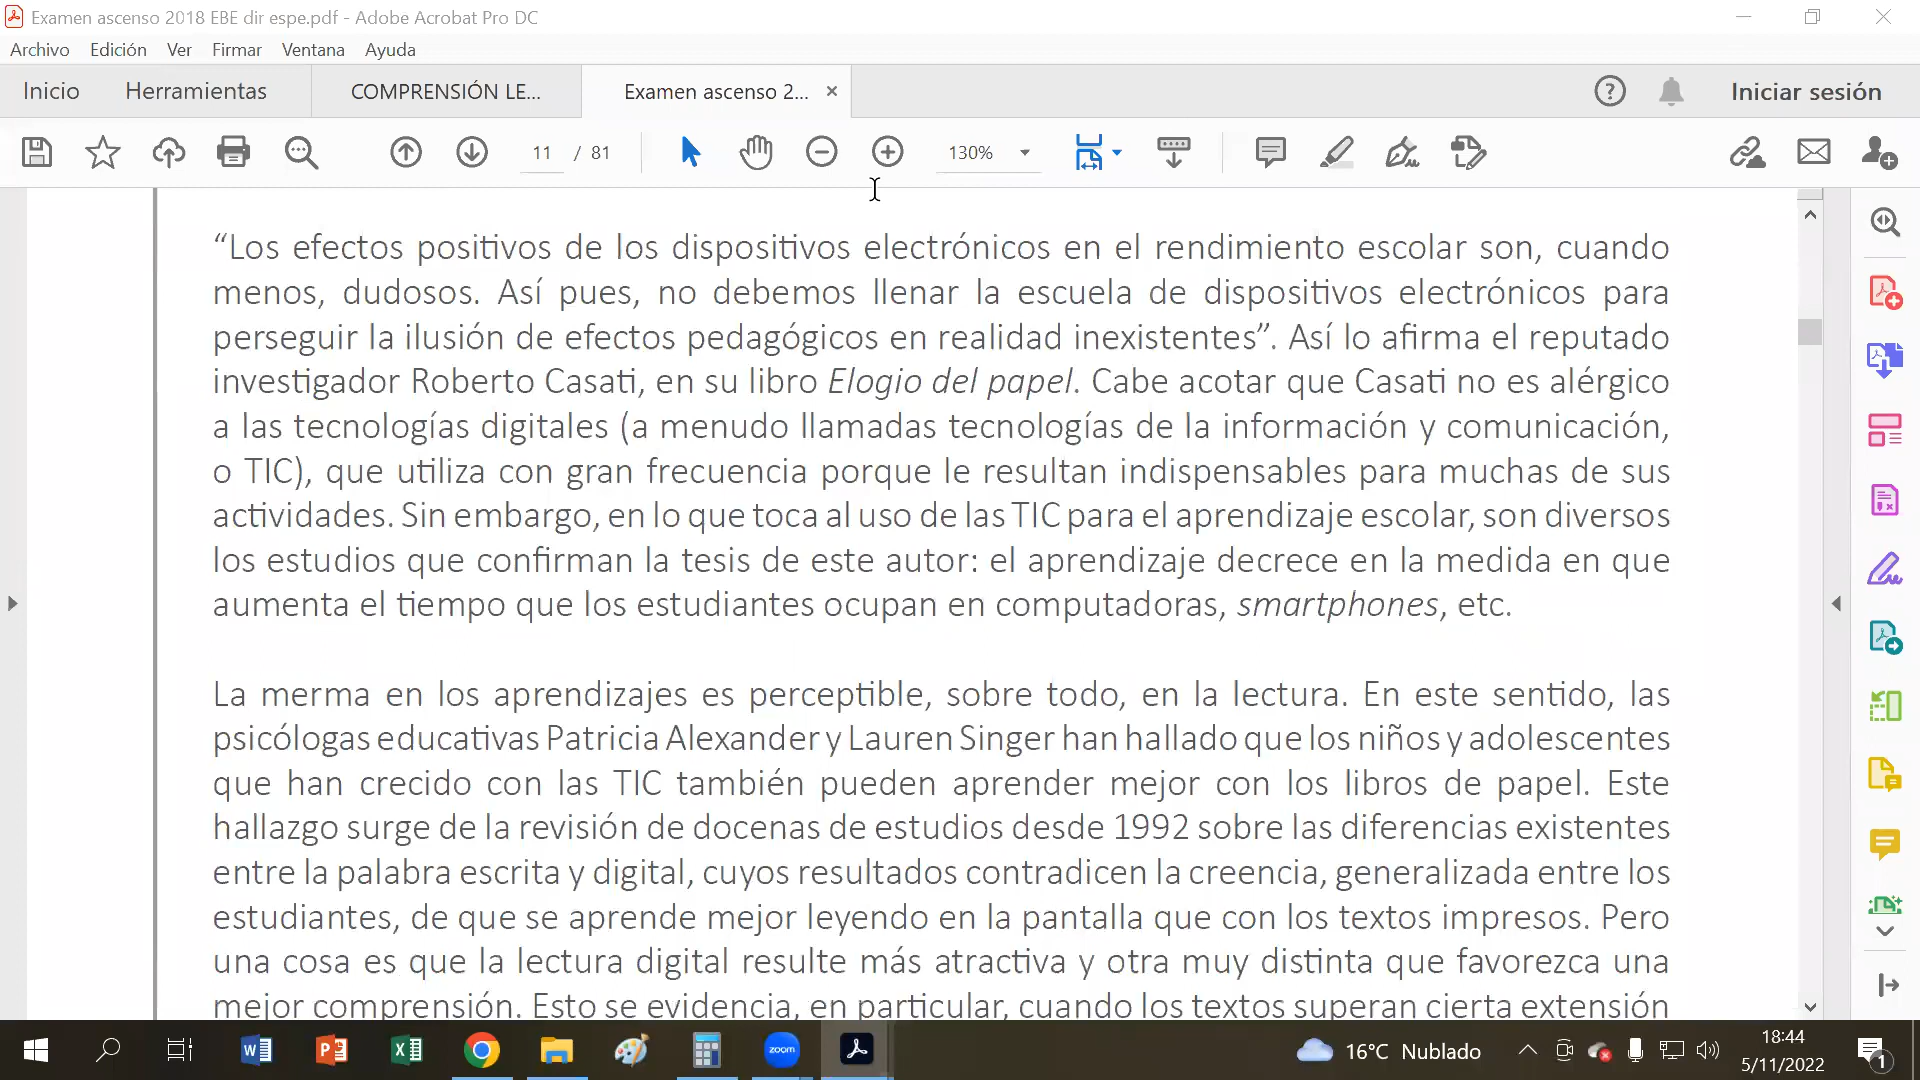 Examen ascenso 2018 EBE dir espe.pdf - Adobe Acrobat Pro DC
Archivo Edición Ver Firmar Ventana Ayuda
Inicio Herramientas COMPRENSIÓN LE... Examen ascenso 2... × ? Iniciar sesión
11 / 81 130%
“Los efectos positivos de los dispositivos electrónicos en el rendimiento escolar son, cuando
menos, dudosos. Así pues, no debemos llenar la escuela de dispositivos electrónicos para
perseguir la ilusión de efectos pedagógicos en realidad inexistentes”. Así lo afirma el reputado
investigador Roberto Casati, en su libro Elogio del papel. Cabe acotar que Casati no es alérgico
a las tecnologías digitales (a menudo llamadas tecnologías de la información y comunicación,
o TIC), que utiliza con gran frecuencia porque le resultan indispensables para muchas de sus
actividades. Sin embargo, en lo que toca al uso de las TIC para el aprendizaje escolar, son diversos
los estudios que confirman la tesis de este autor: el aprendizaje decrece en la medida en que
aumenta el tiempo que los estudiantes ocupan en computadoras, smartphones, etc.
La merma en los aprendizajes es perceptible, sobre todo, en la lectura. En este sentido, las
psicólogas educativas Patricia Alexander y Lauren Singer han hallado que los niños y adolescentes
que han crecido con las TIC también pueden aprender mejor con los libros de papel. Este
hallazgo surge de la revisión de docenas de estudios desde 1992 sobre las diferencias existentes
entre la palabra escrita y digital, cuyos resultados contradicen la creencia, generalizada entre los
estudiantes, de que se aprende mejor leyendo en la pantalla que con los textos impresos. Pero
una cosa es que la lectura digital resulte más atractiva y otra muy distinta que favorezca una
mejor comprensión. Esto se evidencia, en particular, cuando los textos superan cierta extensión
zoom 16°C Nublado 18:44
5/11/2022 1